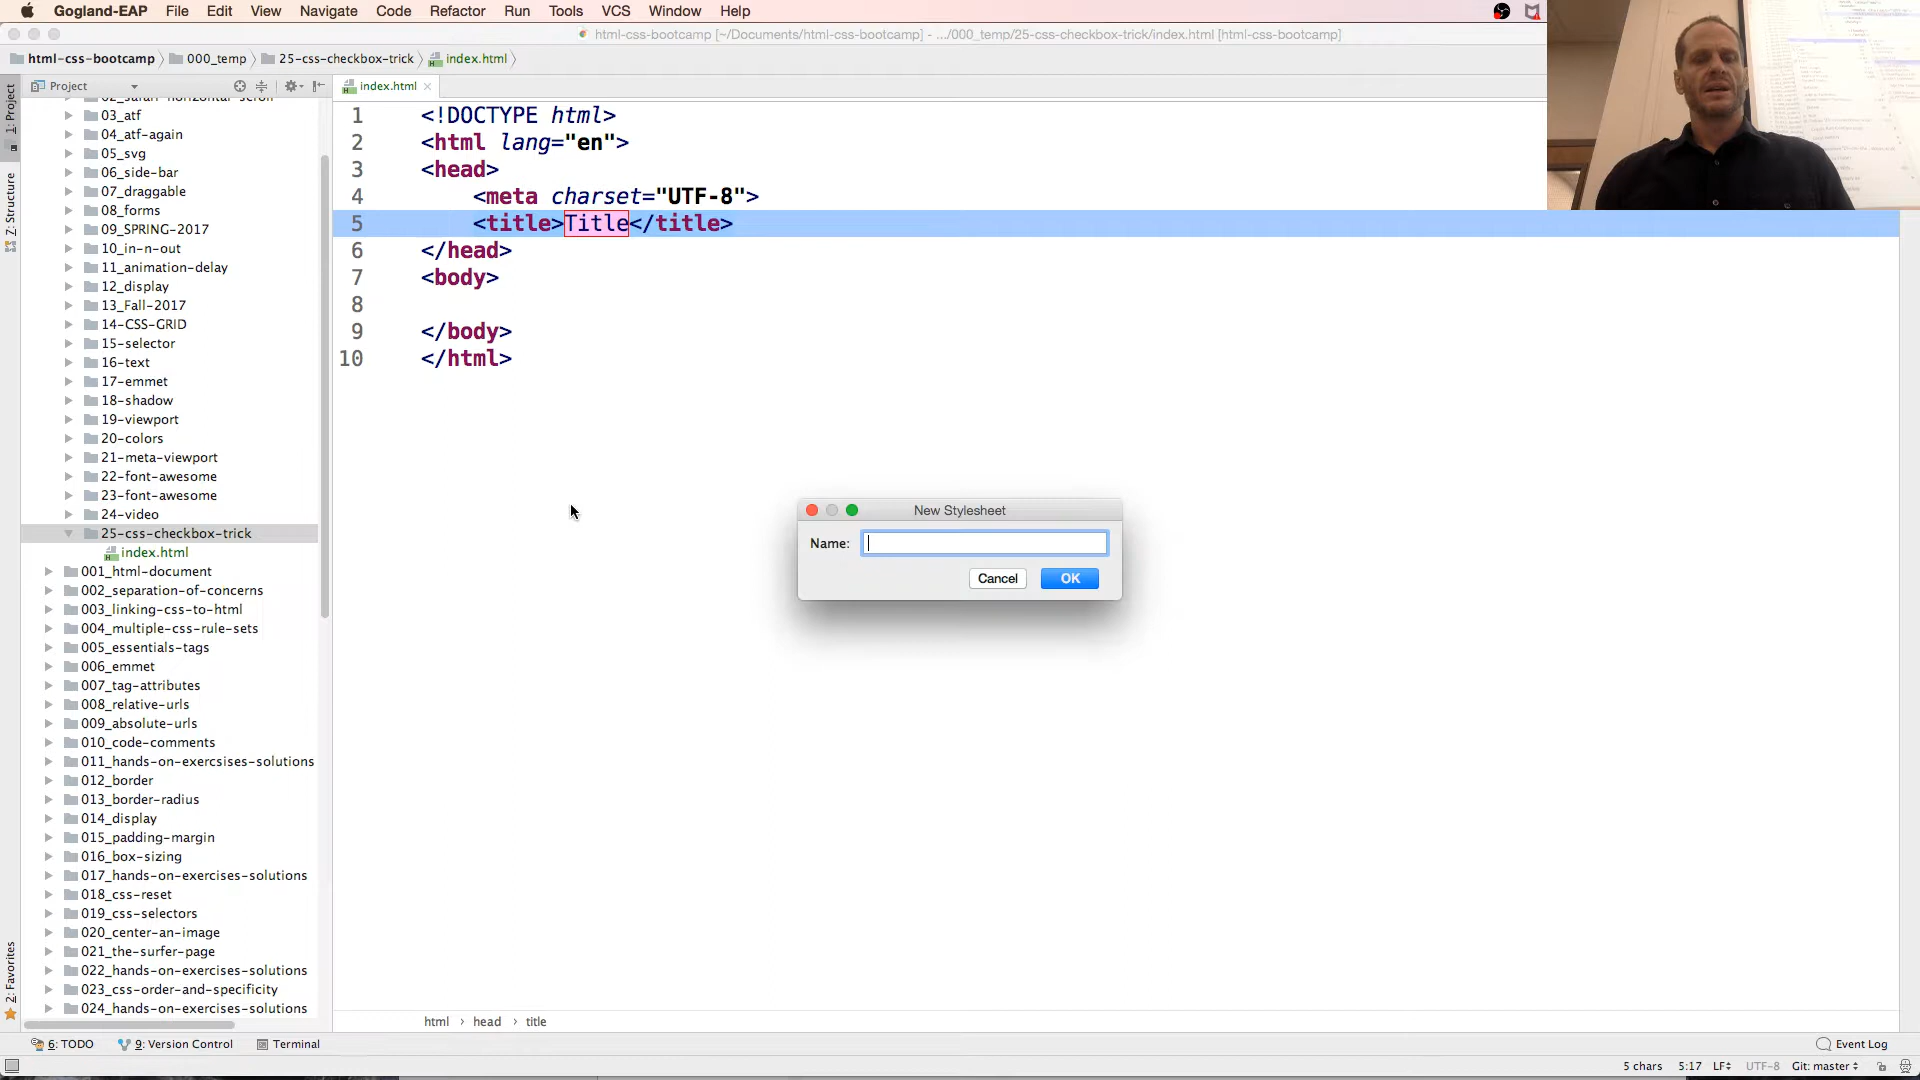 Gogland-EAP File Edit View Navigate Code Refactor Run Tools VCS Window Help
html-css-bootcamp [~/Documents/html-css-bootcamp] - .../000_temp/25-css-checkbox-trick/index.html [html-css-bootcamp]
html-css-bootcamp 000_temp 25-css-checkbox-trick index.html
Project
index.html
1: Project
Z: Structure
2: Favorites
02_safari-horizontal-scroll
03_atf
04_atf-again
05_svg
06_side-bar
07_draggable
08_forms
09_SPRING-2017
10_in-n-out
11_animation-delay
12_display
13_Fall-2017
14-CSS-GRID
15-selector
16-text
17-emmet
18-shadow
19-viewport
20-colors
21-meta-viewport
22-font-awesome
23-font-awesome
24-video
25-css-checkbox-trick
index.html
001_html-document
002_separation-of-concerns
003_linking-css-to-html
004_multiple-css-rule-sets
005_essentials-tags
006_emmet
007_tag-attributes
008_relative-urls
009_absolute-urls
010_code-comments
011_hands-on-exercsises-solutions
012_border
013_border-radius
014_display
015_padding-margin
016_box-sizing
017_hands-on-exercises-solutions
018_css-reset
019_css-selectors
020_center-an-image
021_the-surfer-page
022_hands-on-exercises-solutions
023_css-order-and-specificity
024_hands-on-exercises-solutions
1 <!DOCTYPE html>
2 <html lang="en">
3 <head>
4 <meta charset="UTF-8">
5 <title>Title</title>
6 </head>
7 <body>
8
9 </body>
10 </html>
New Stylesheet
Name:
Cancel OK
html › head › title
6: TODO 9: Version Control Terminal Event Log
5 chars 5:17 LF÷ UTF-8 Git: master÷